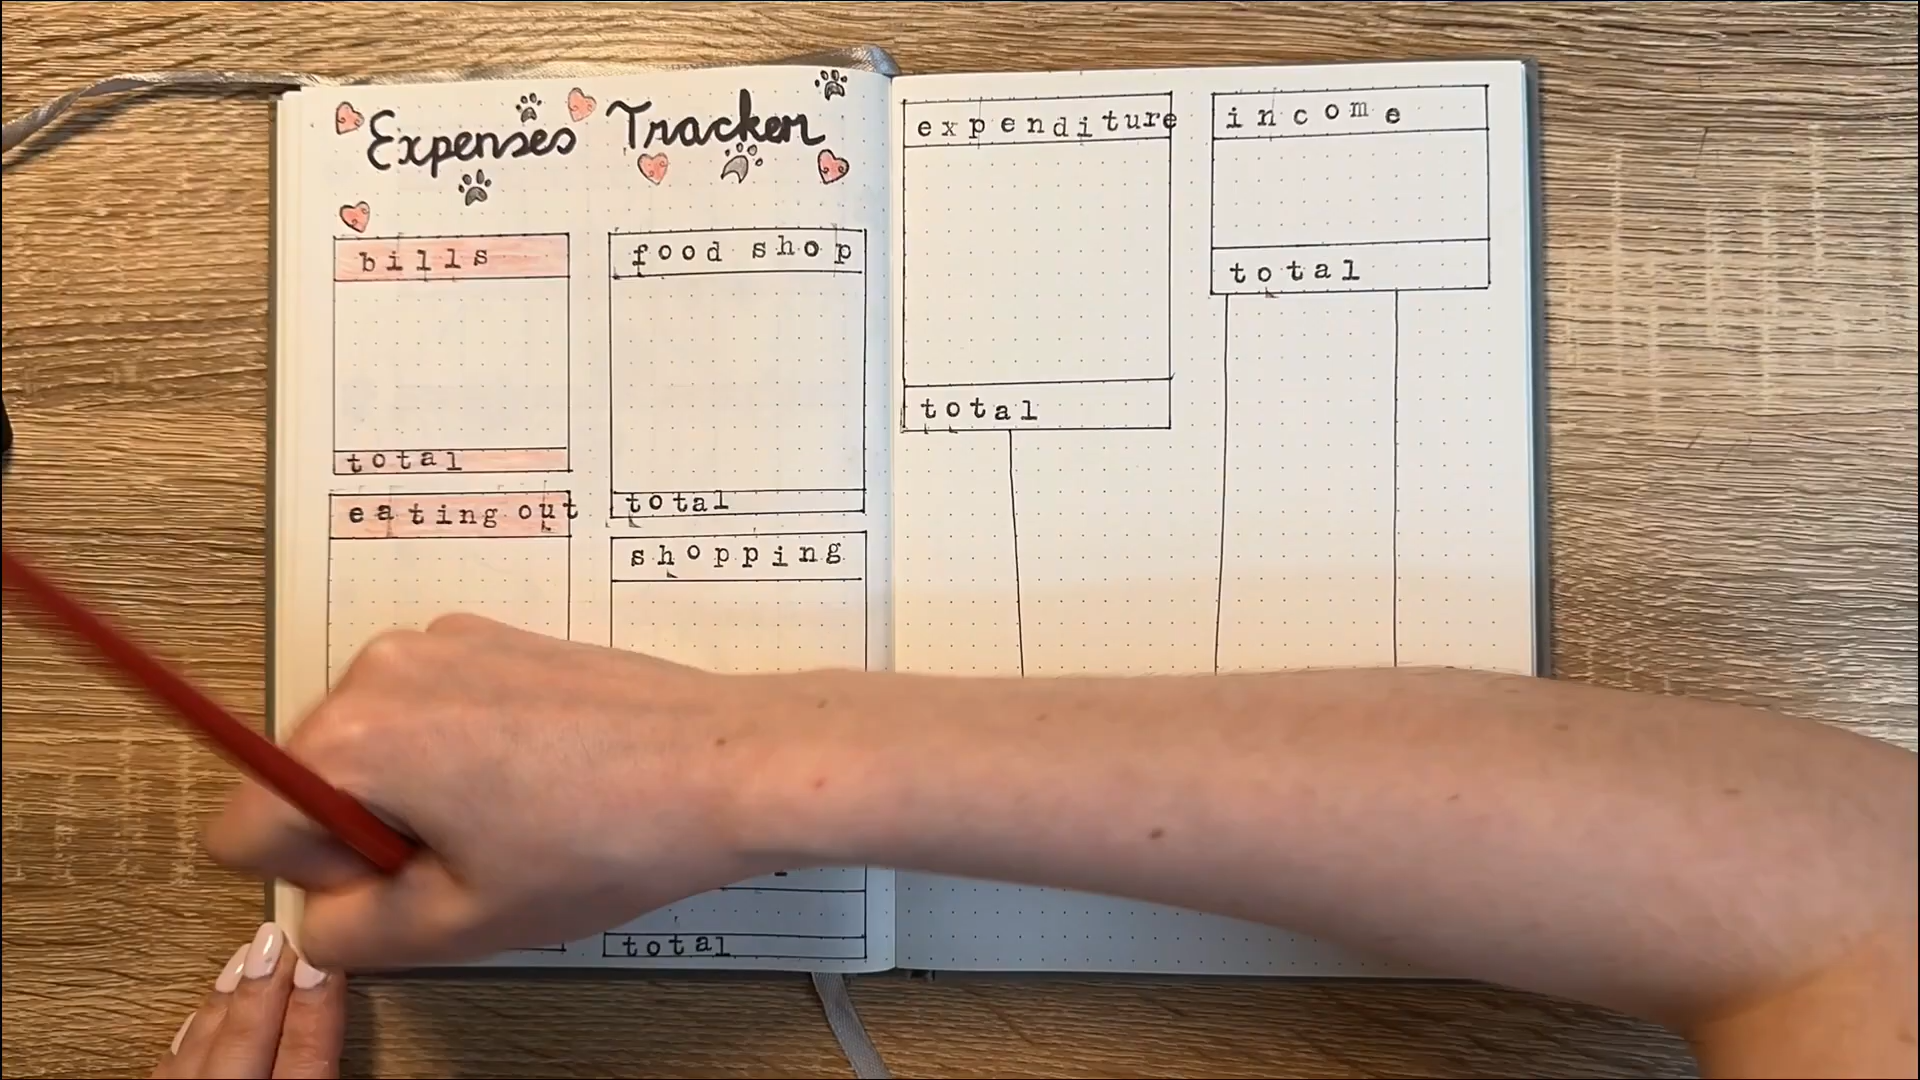 Expenses Tracker
bills
total
eating out
food shop
total
shopping
total
expenditure
total
income
total